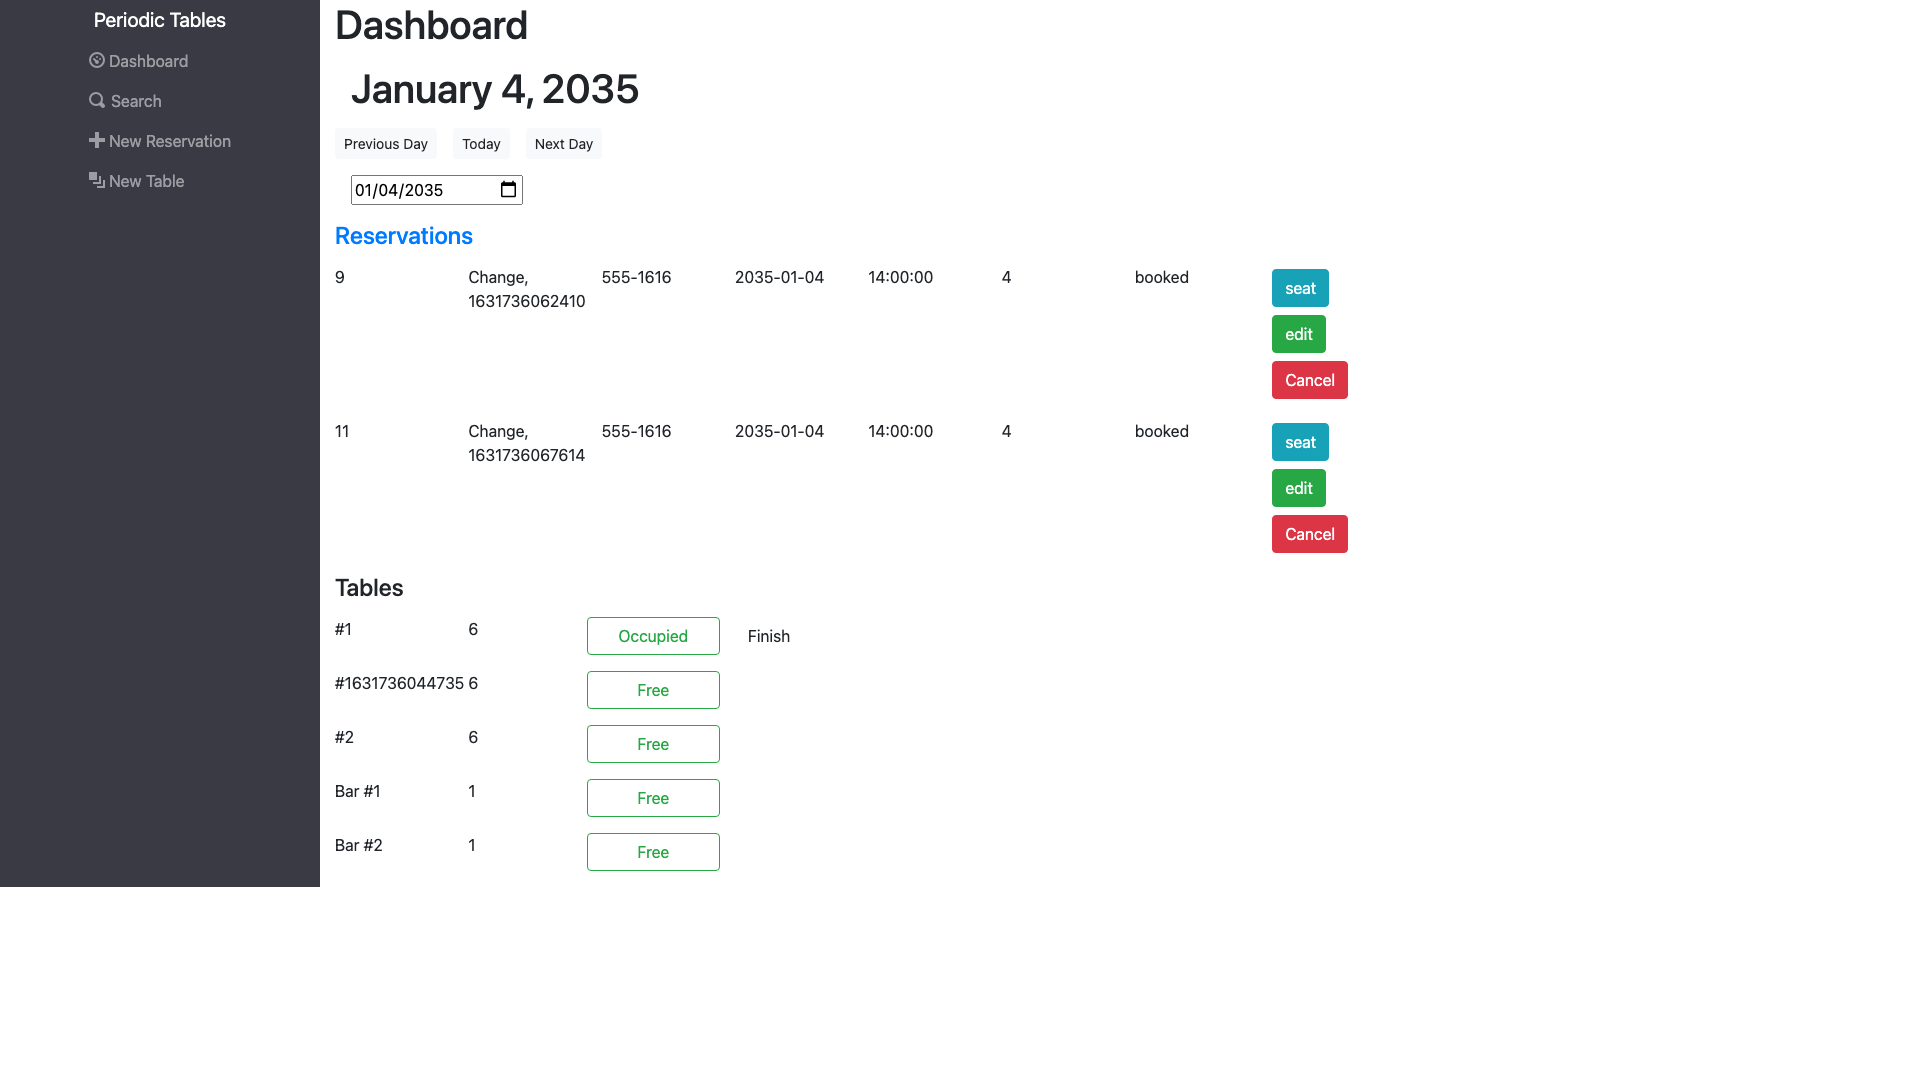 Periodic Tables
Dashboard
Search
New Reservation
New Table
Dashboard
January 4, 2035
Previous Day Today Next Day
01/04/2035
Reservations
9 Change, 555-1616 2035-01-04 14:00:00 4 booked seat
1631736062410
edit
Cancel
11 Change, 555-1616 2035-01-04 14:00:00 4 booked seat
1631736067614
edit
Cancel
Tables
#1 6 Occupied Finish
#1631736044735 6 Free
#2 6 Free
Bar #1 1 Free
Bar #2 1 Free